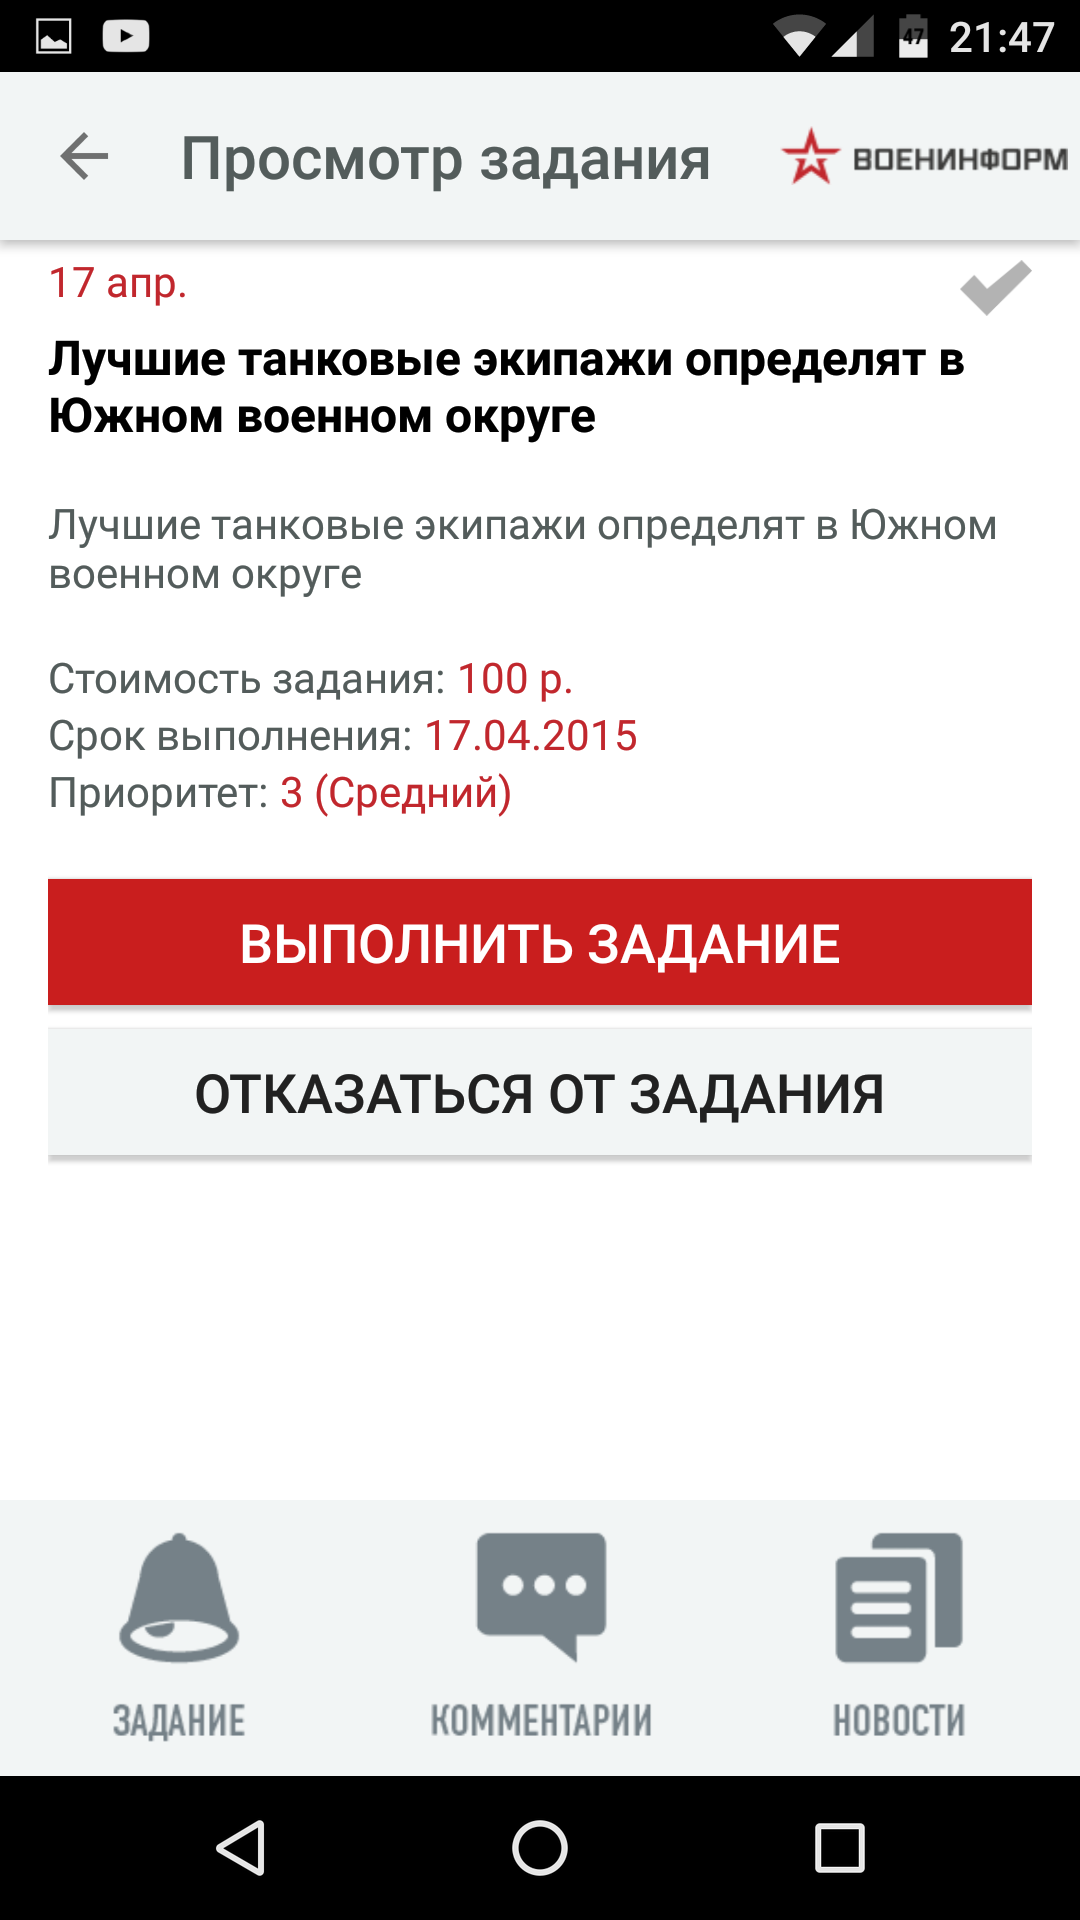 47 21:47
Просмотр задания ВОЕНИНФОРМ
17 апр.
Лучшие танковые экипажи определят в
Южном военном округе
Лучшие танковые экипажи определят в Южном
военном округе
Стоимость задания: 100 р.
Срок выполнения: 17.04.2015
Приоритет: 3 (Средний)
ВЫПОЛНИТЬ ЗАДАНИЕ
ОТКАЗАТЬСЯ ОТ ЗАДАНИЯ
ЗАДАНИЕ КОММЕНТАРИИ НОВОСТИ